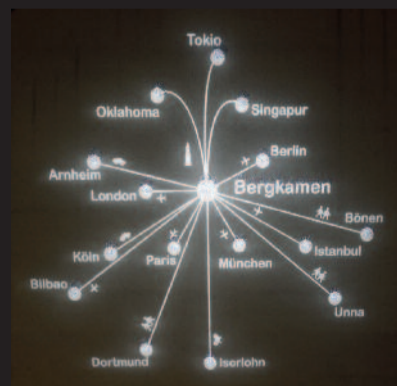 Tokio
Oklahoma
Singapur
Berlin
Arnheim
London
Bergkamen
Bönen
Köln
Paris
München
Istanbul
Bilbao
Unna
Dortmund
Iserlohn